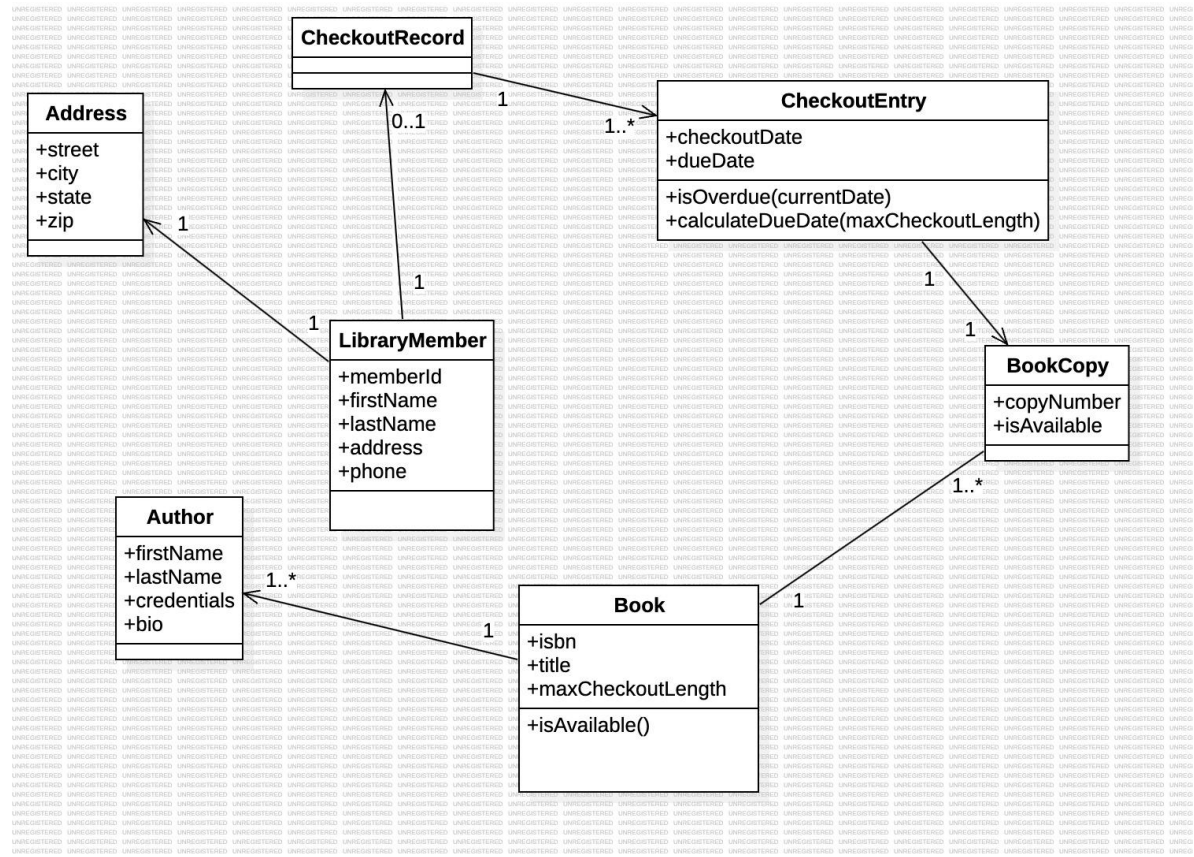 CheckoutRecord
1
1..*
0..1
1
CheckoutEntry
+checkoutDate
+dueDate
+isOverdue(currentDate)
+calculateDueDate(maxCheckoutLength)
Address
+street
+city
+state
+zip
1
1
LibraryMember
+memberId
+firstName
+lastName
+address
+phone
1
1
BookCopy
+copyNumber
+isAvailable
1..*
1
Author
+firstName
+lastName
+credentials
+bio
1..*
1
Book
+isbn
+title
+maxCheckoutLength
+isAvailable()
UNREGISTERED